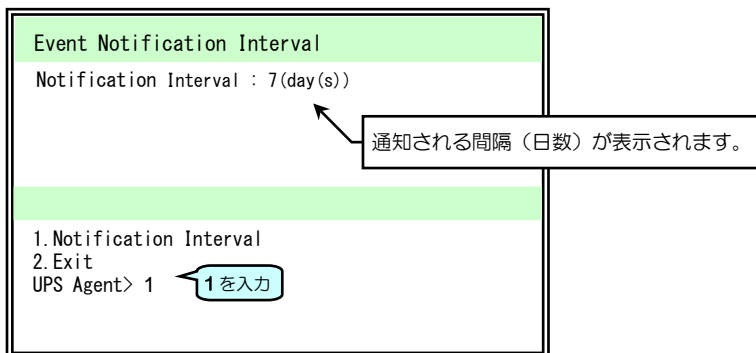 Event Notification Interval
Notification Interval : 7(day(s))
通知される間隔（日数）が表示されます。
1.Notification Interval
2.Exit
UPS Agent> 1
1を入力